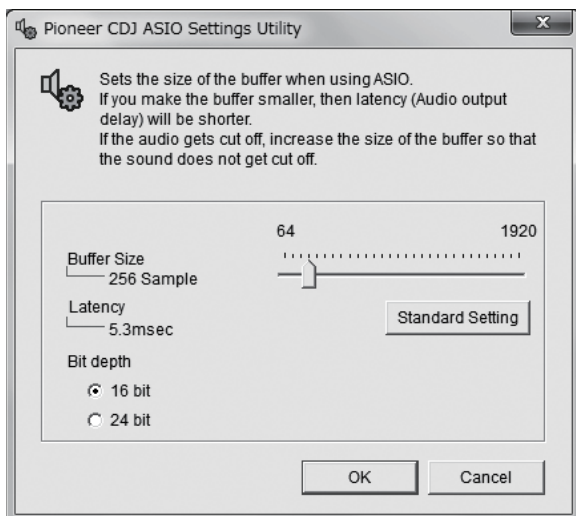 Pioneer CDJ ASIO Settings Utility
Sets the size of the buffer when using ASIO.
If you make the buffer smaller, then latency (Audio output
delay) will be shorter.
If the audio gets cut off, increase the size of the buffer so that
the sound does not get cut off.
64 1920
Buffer Size
256 Sample
Latency
5.3msec
Standard Setting
Bit depth
16 bit
24 bit
OK Cancel